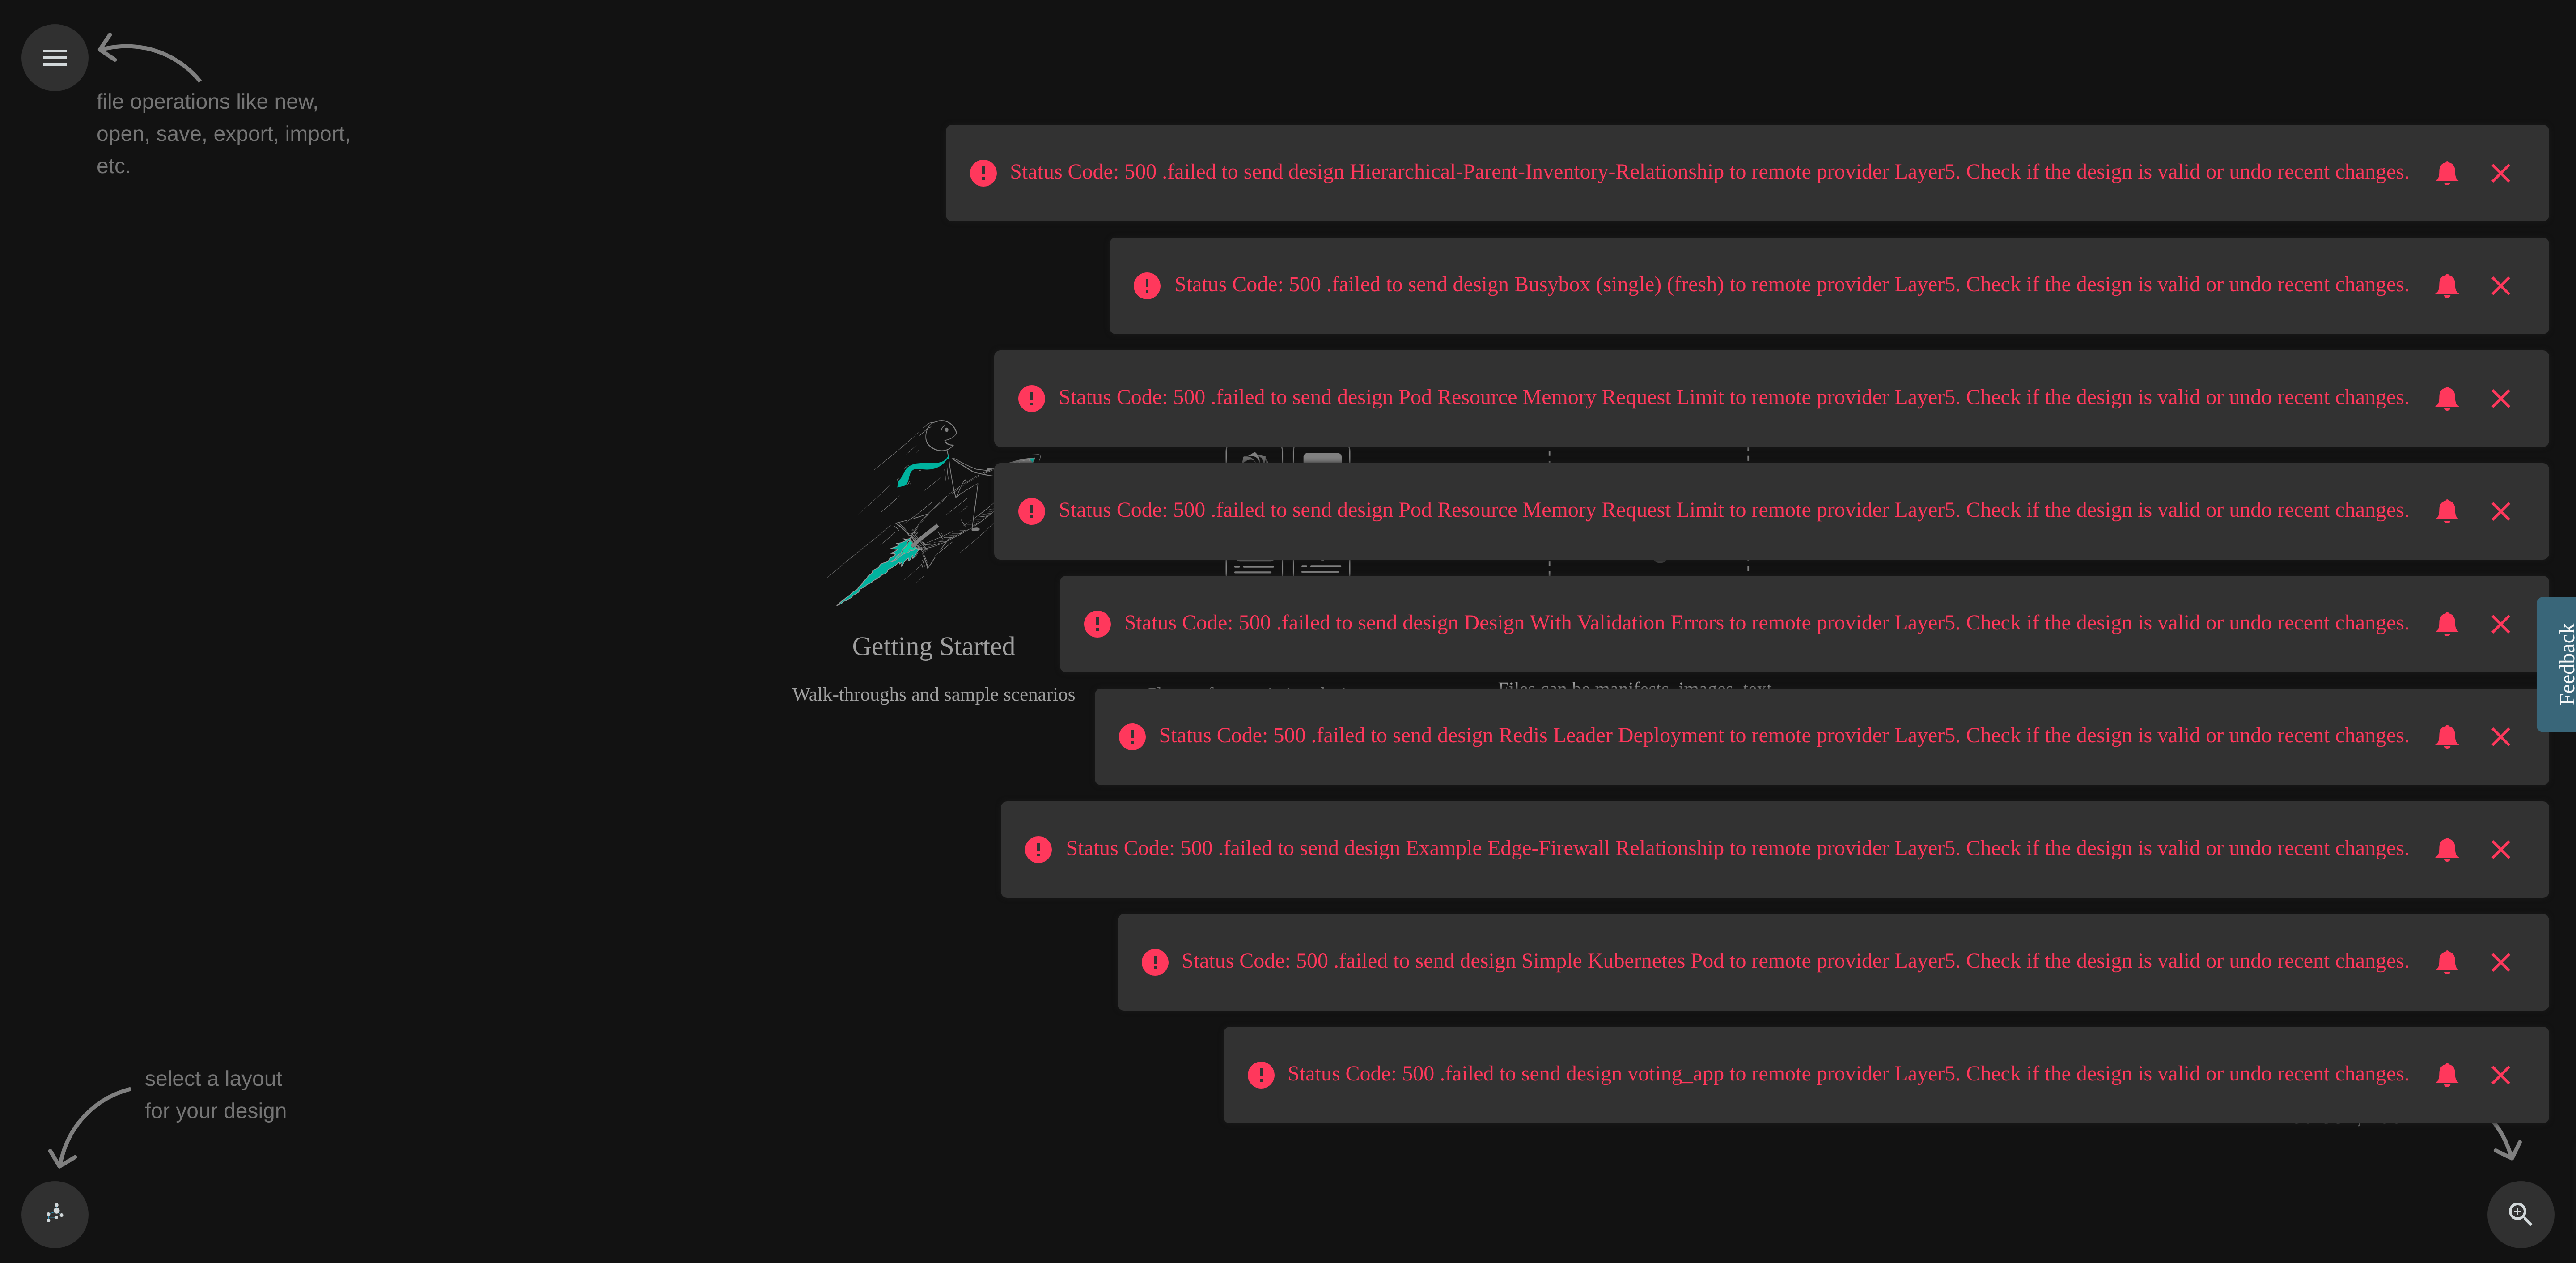 file operations like new,
open, save, export, import,
etc.
Status Code: 500 .failed to send design Hierarchical-Parent-Inventory-Relationship to remote provider Layer5. Check if the design is valid or undo recent changes.
Status Code: 500 .failed to send design Busybox (single) (fresh) to remote provider Layer5. Check if the design is valid or undo recent changes.
Status Code: 500 .failed to send design Pod Resource Memory Request Limit to remote provider Layer5. Check if the design is valid or undo recent changes.
Status Code: 500 .failed to send design Pod Resource Memory Request Limit to remote provider Layer5. Check if the design is valid or undo recent changes.
Status Code: 500 .failed to send design Design With Validation Errors to remote provider Layer5. Check if the design is valid or undo recent changes.
Getting Started
Walk-throughs and sample scenarios
Files can be manifests, images, text
Feedback
Status Code: 500 .failed to send design Redis Leader Deployment to remote provider Layer5. Check if the design is valid or undo recent changes.
Status Code: 500 .failed to send design Example Edge-Firewall Relationship to remote provider Layer5. Check if the design is valid or undo recent changes.
Status Code: 500 .failed to send design Simple Kubernetes Pod to remote provider Layer5. Check if the design is valid or undo recent changes.
Status Code: 500 .failed to send design voting_app to remote provider Layer5. Check if the design is valid or undo recent changes.
select a layout
for your design